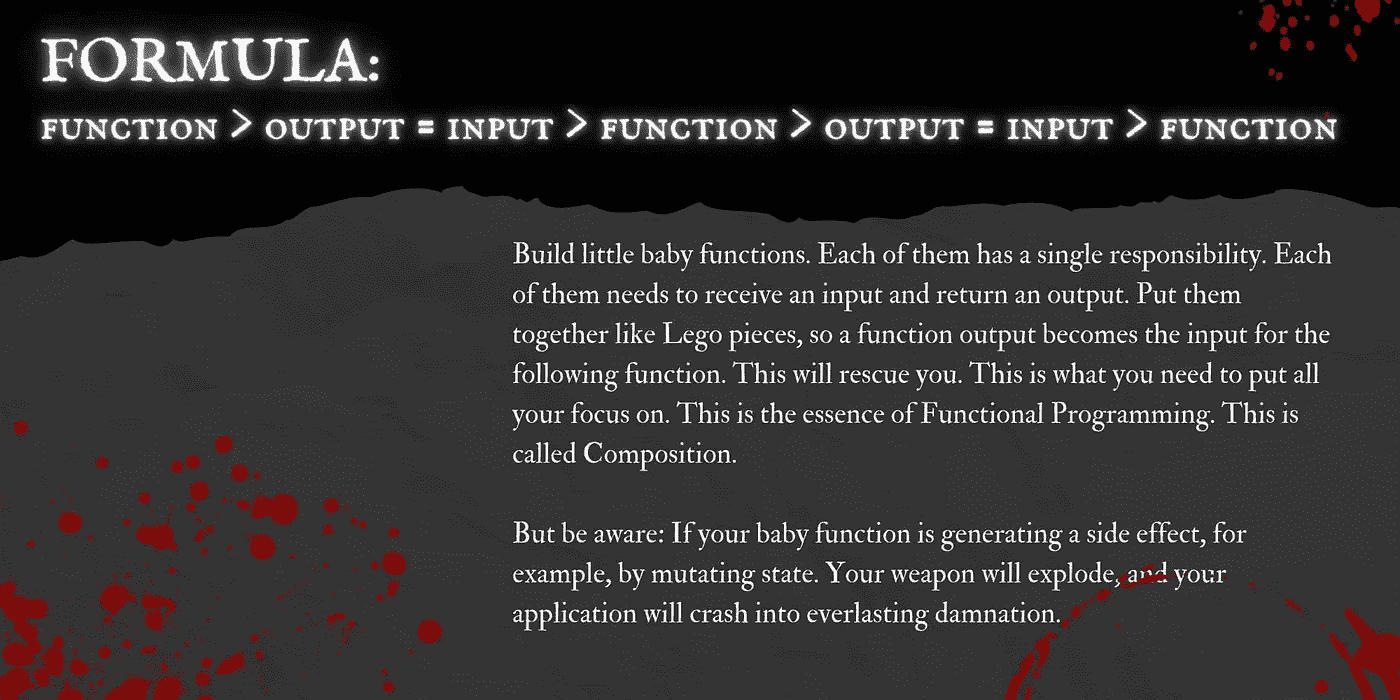 FORMULA:
FUNCTION > OUTPUT = INPUT > FUNCTION > OUTPUT = INPUT > FUNCTION
Build little baby functions. Each of them has a single responsibility. Each
of them needs to receive an input and return an output. Put them
together like Lego pieces, so a function output becomes the input for the
following function. This will rescue you. This is what you need to put all
your focus on. This is the essence of Functional Programming. This is
called Composition.
But be aware: If your baby function is generating a side effect, for
example, by mutating state. Your weapon will explode, and your
application will crash into everlasting damnation.